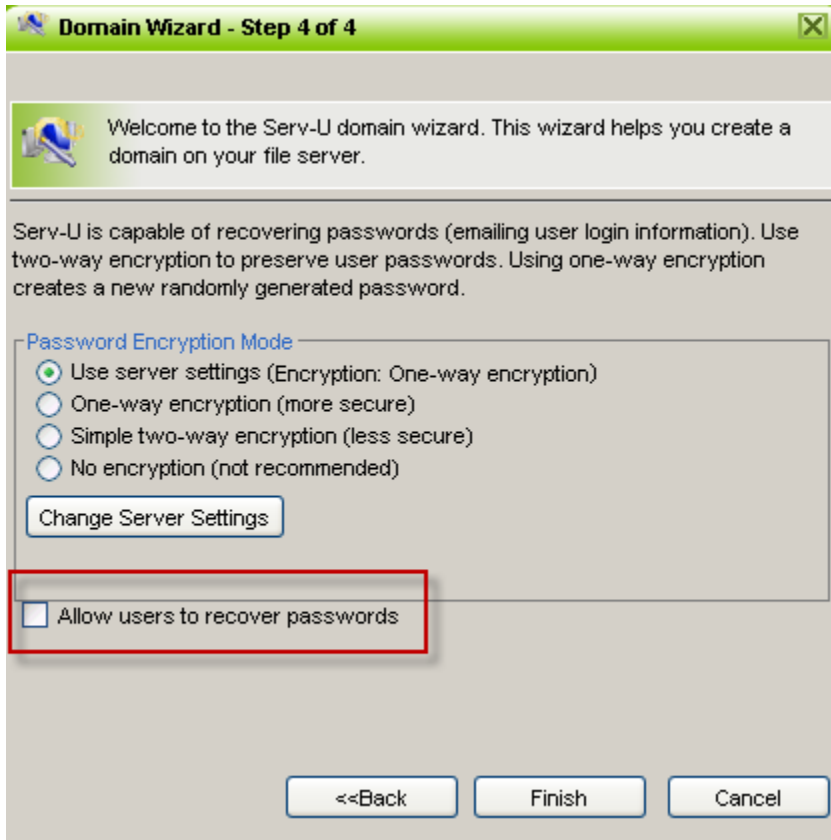 Domain Wizard - Step 4 of 4
Welcome to the Serv-U domain wizard. This wizard helps you create a
domain on your file server.
Serv-U is capable of recovering passwords (emailing user login information). Use
two-way encryption to preserve user passwords. Using one-way encryption
creates a new randomly generated password.
Password Encryption Mode
Use server settings (Encryption: One-way encryption)
One-way encryption (more secure)
Simple two-way encryption (less secure)
No encryption (not recommended)
Change Server Settings
Allow users to recover passwords
<<Back Finish Cancel